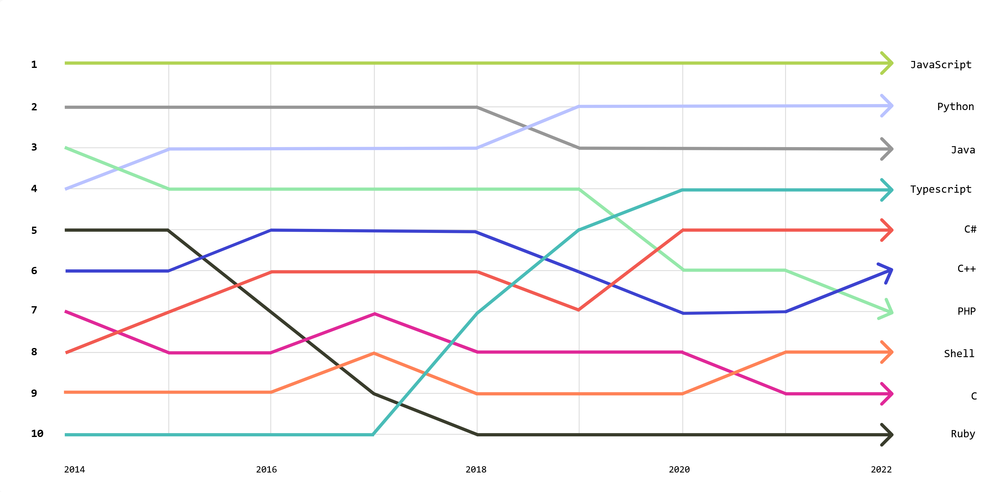 1 JavaScript
2 Python
3 Java
4 Typescript
5 C#
6 C++
7 PHP
8 Shell
9 C
10 Ruby
2014 2016 2018 2020 2022